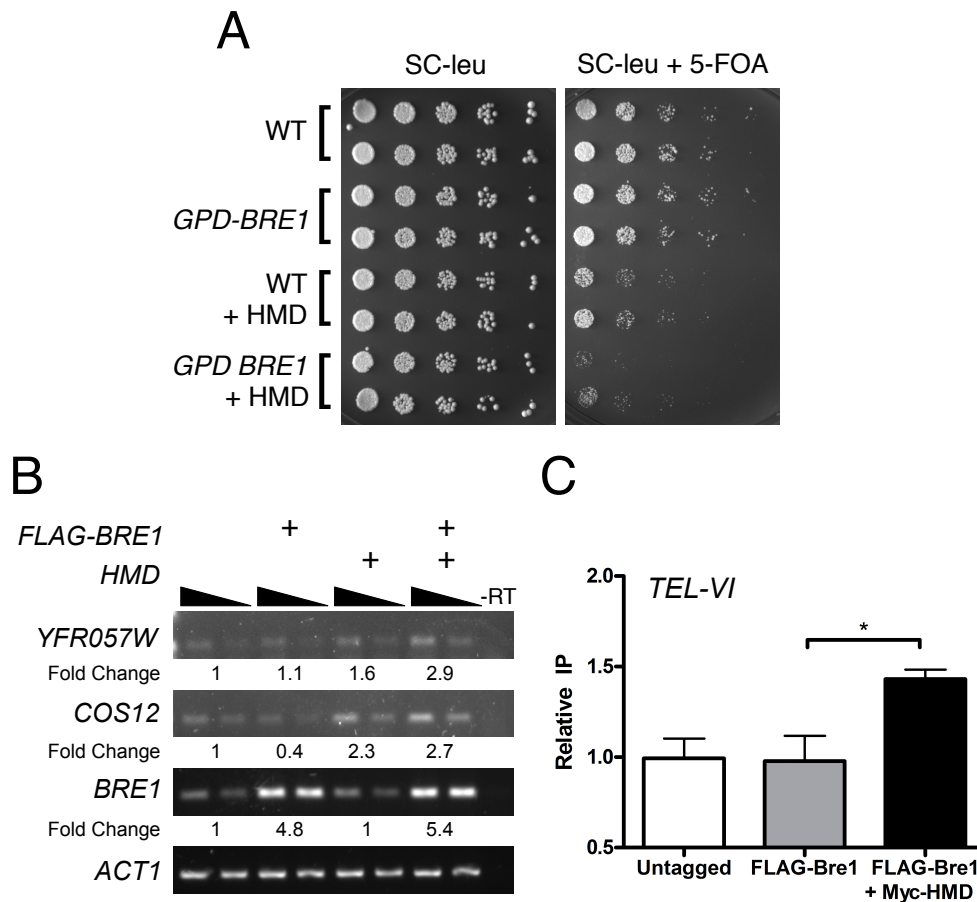 A
SC-leu
SC-leu + 5-FOA
WT
GPD-BRE1
WT
+ HMD
GPD BRE1
+ HMD
B
FLAG-BRE1 + +
HMD + +
-RT
YFR057W
Fold Change 1 1.1 1.6 2.9
COS12
Fold Change 1 0.4 2.3 2.7
BRE1
Fold Change 1 4.8 1 5.4
ACT1
C
TEL-VI
*
Relative IP
2.0
1.5
1.0
0.5
Untagged
FLAG-Bre1
FLAG-Bre1
+ Myc-HMD